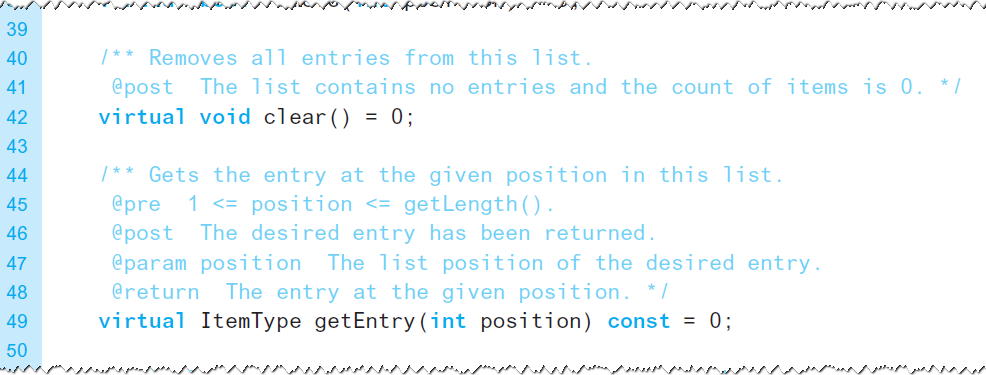 39
40 /** Removes all entries from this list.
41 @post The list contains no entries and the count of items is 0. */
42 virtual void clear() = 0;
43
44 /** Gets the entry at the given position in this list.
45 @pre 1 <= position <= getLength().
46 @post The desired entry has been returned.
47 @param position The list position of the desired entry.
48 @return The entry at the given position. */
49 virtual ItemType getEntry(int position) const = 0;
50